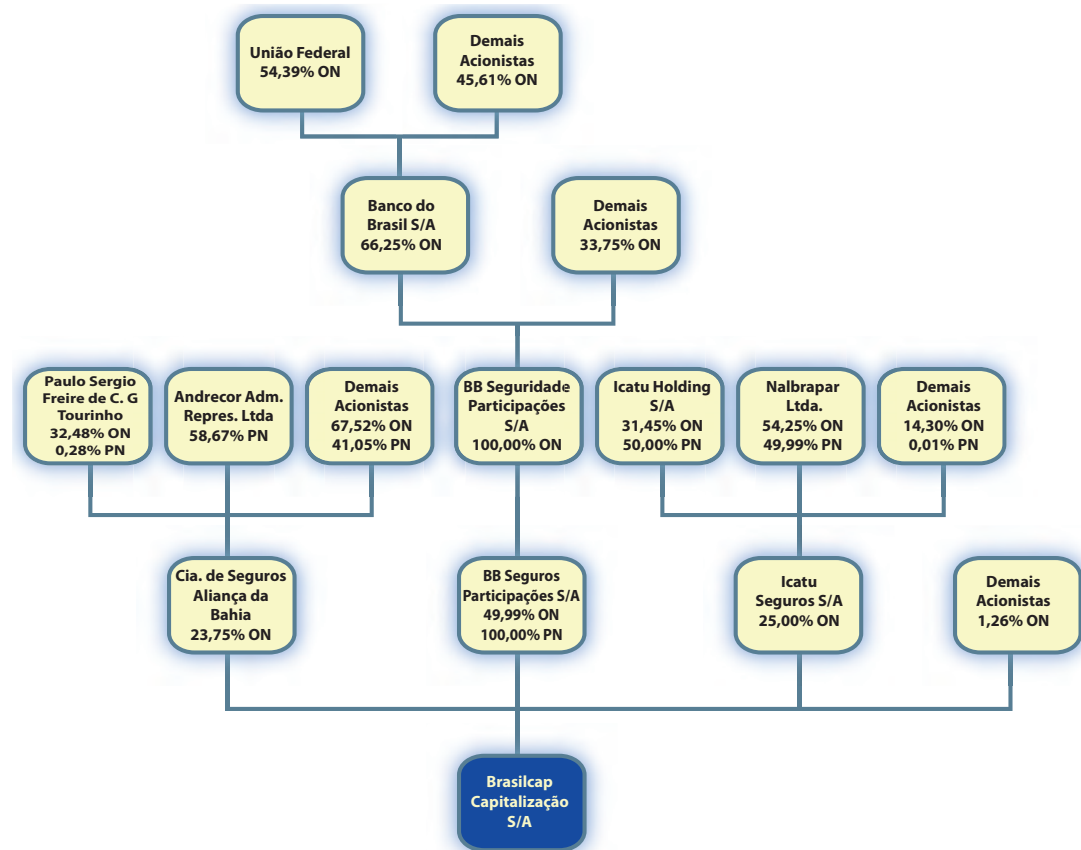 União Federal
54,39% ON
Demais
Acionistas
45,61% ON
Banco do
Brasil S/A
66,25% ON
Demais
Acionistas
33,75% ON
Paulo Sergio
Freire de C. G
Tourinho
32,48% ON
0,28% PN
Andrecor Adm.
Repres. Ltda
58,67% PN
Demais
Acionistas
67,52% ON
41,05% PN
BB Seguridade
Participações
S/A
100,00% ON
Icatu Holding
S/A
31,45% ON
50,00% PN
Nalbrapar
Ltda.
54,25% ON
49,99% PN
Demais
Acionistas
14,30% ON
0,01% PN
Cia. de Seguros
Aliança da
Bahia
23,75% ON
BB Seguros
Participações S/A
49,99% ON
100,00% PN
Icatu
Seguros S/A
25,00% ON
Demais
Acionistas
1,26% ON
Brasilcap
Capitalização
S/A